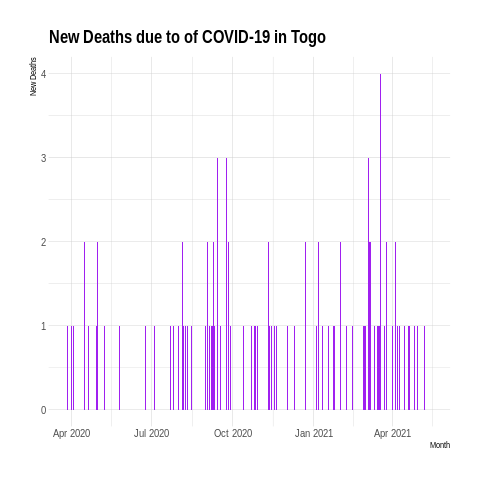 New Deaths due to of COVID-19 in Togo
New Deaths
4
3
2
1
0
Apr 2020 Jul 2020 Oct 2020 Jan 2021 Apr 2021
Month